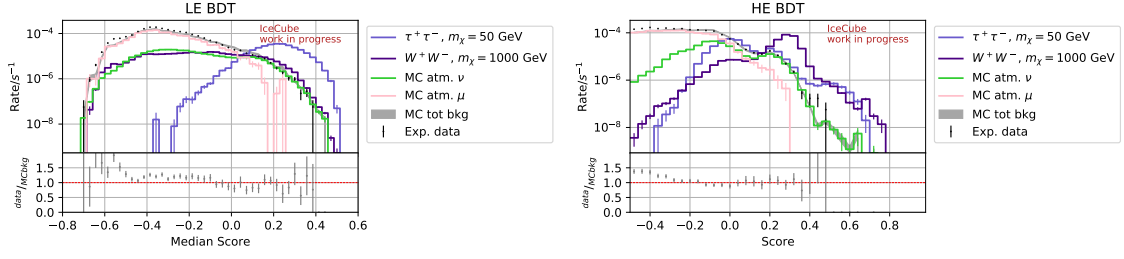 LE BDT
IceCube
work in progress
Rate/s⁻¹
10⁻⁴
10⁻⁶
10⁻⁸
data/MCbkg
1.5
1.0
0.5
0.0
−0.8 −0.6 −0.4 −0.2 0.0 0.2 0.4 0.6
Median Score
τ⁺τ⁻, mχ = 50 GeV
W⁺W⁻, mχ = 1000 GeV
MC atm. ν
MC atm. μ
MC tot bkg
Exp. data
HE BDT
IceCube
work in progress
Rate/s⁻¹
10⁻⁴
10⁻⁶
10⁻⁸
data/MCbkg
1.5
1.0
0.5
0.0
−0.4 −0.2 0.0 0.2 0.4 0.6 0.8
Score
τ⁺τ⁻, mχ = 50 GeV
W⁺W⁻, mχ = 1000 GeV
MC atm. ν
MC atm. μ
MC tot bkg
Exp. data